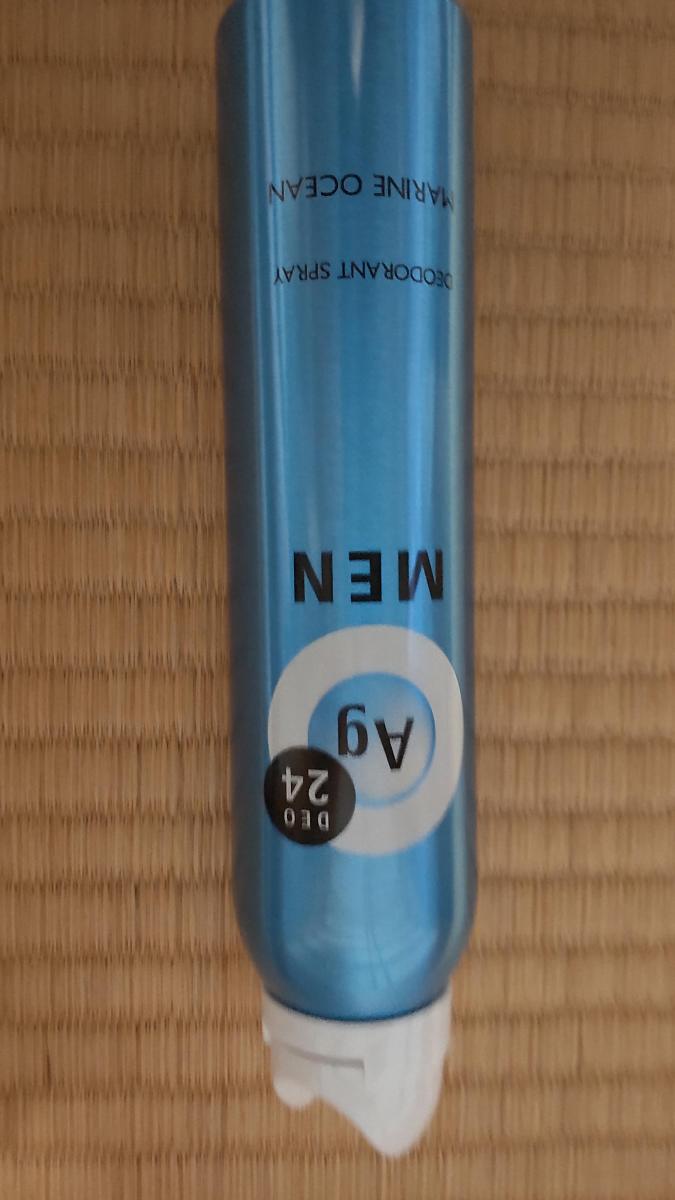 DEO
24
Ag
MEN
DEODORANT SPRAY
MARINE OCEAN